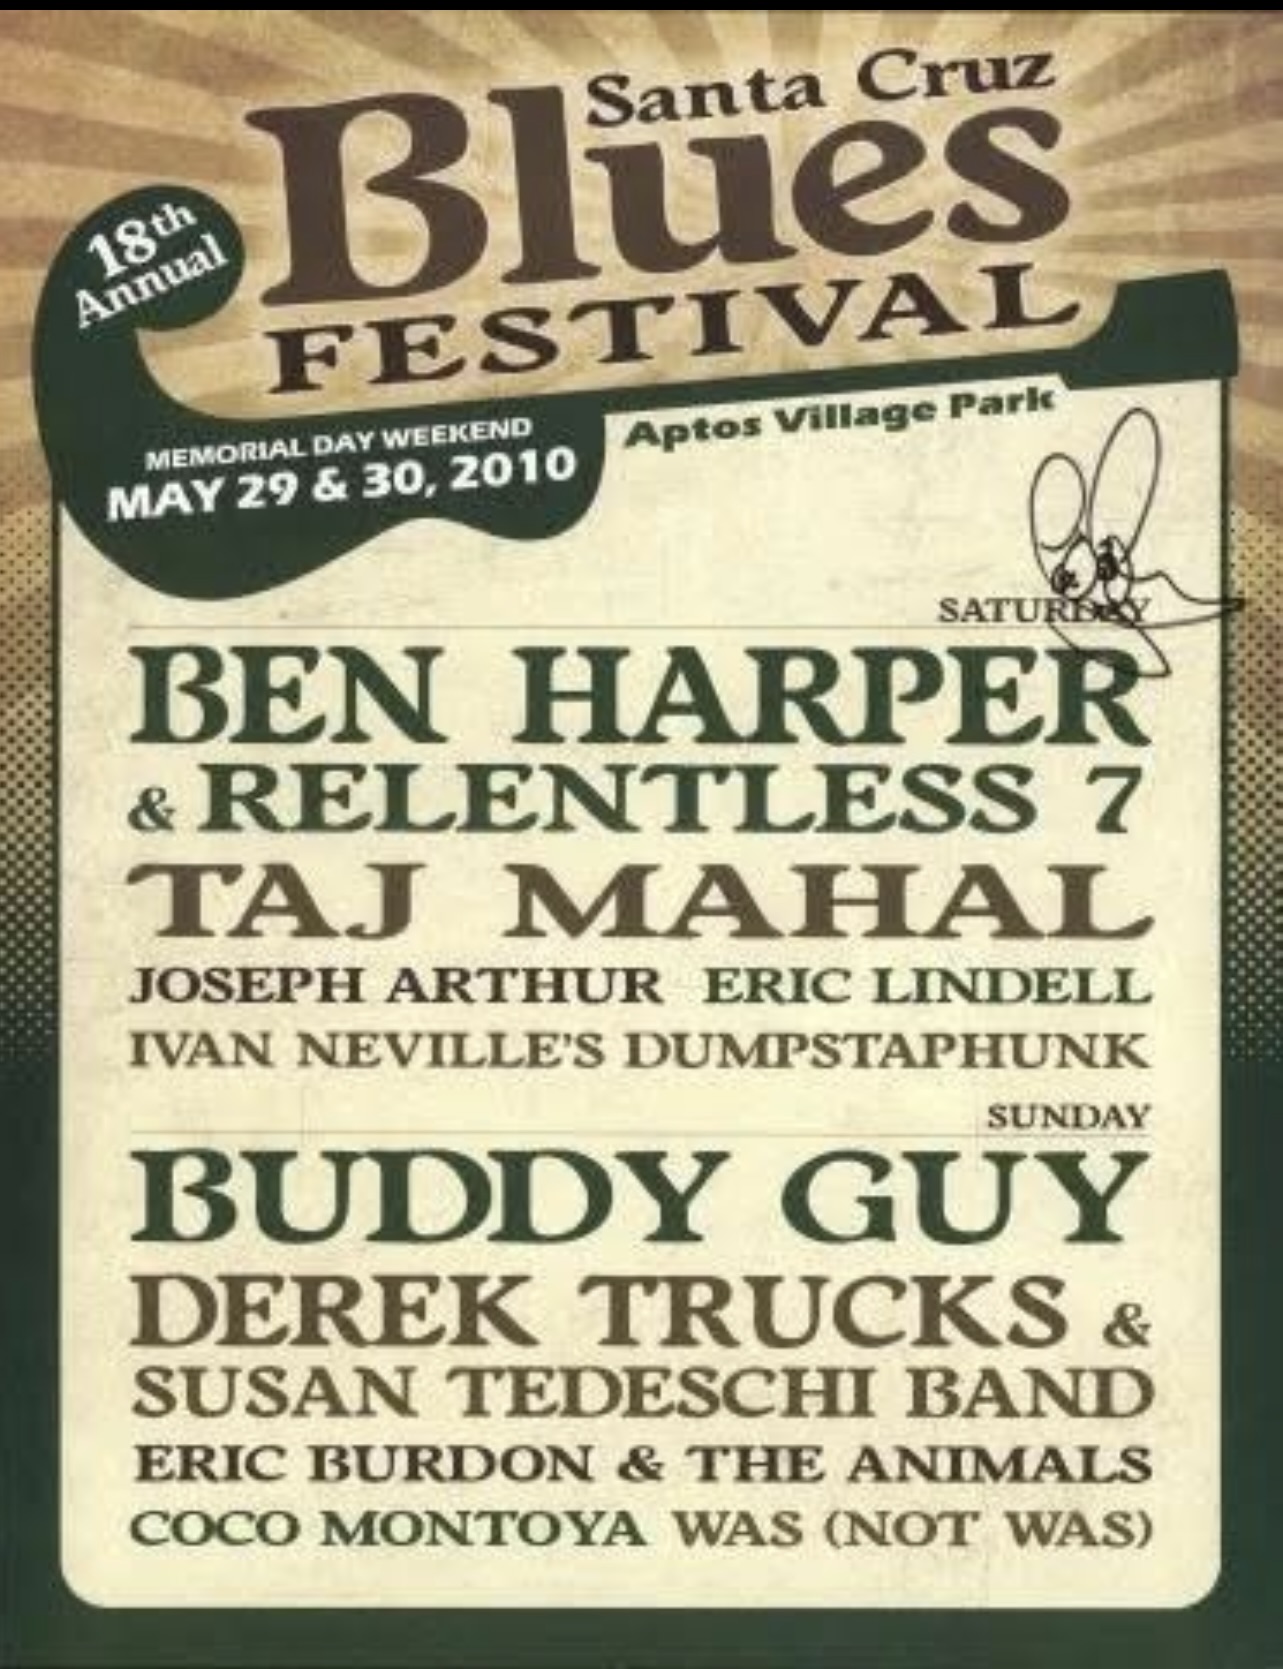 Santa Cruz
Blues
FESTIVAL
18th
Annual
Aptos Village Park
MEMORIAL DAY WEEKEND
MAY 29 & 30, 2010
SATURDAY
BEN HARPER
& RELENTLESS 7
TAJ MAHAL
JOSEPH ARTHUR ERIC LINDELL
IVAN NEVILLE'S DUMPSTAPHUNK
SUNDAY
BUDDY GUY
DEREK TRUCKS &
SUSAN TEDESCHI BAND
ERIC BURDON & THE ANIMALS
COCO MONTOYA WAS (NOT WAS)